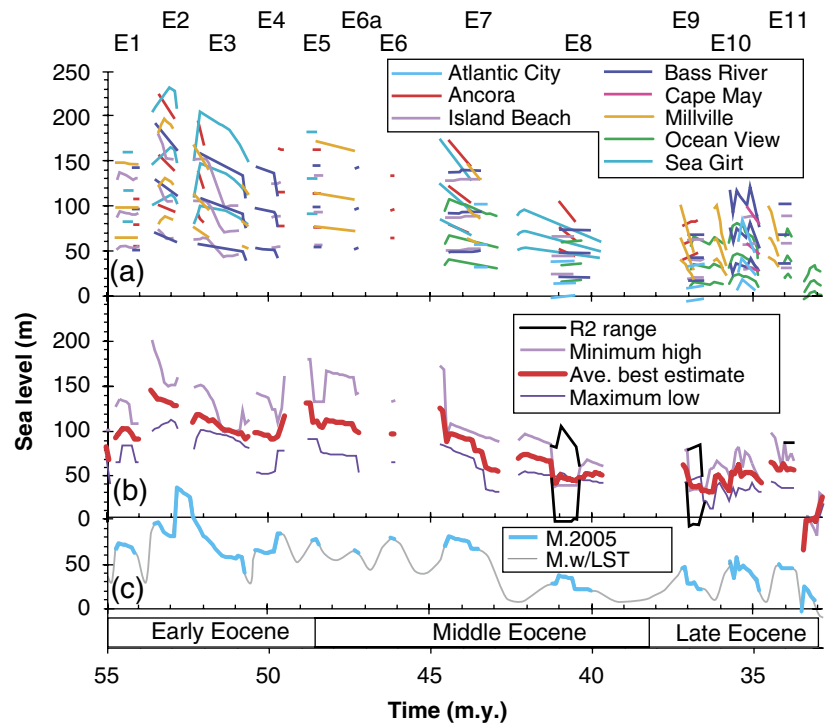 E2 E4 E6a E7 E9 E11
E1 E3 E5 E6 E8 E10
Atlantic City
Ancora
Island Beach
Bass River
Cape May
Millville
Ocean View
Sea Girt
250
200
150
100
50
0
(a)
Sea level (m)
R2 range
Minimum high
Ave. best estimate
Maximum low
200
150
100
50
0
(b)
M.2005
M.w/LST
50
0
(c)
Early Eocene Middle Eocene Late Eocene
55 50 45 40 35
Time (m.y.)